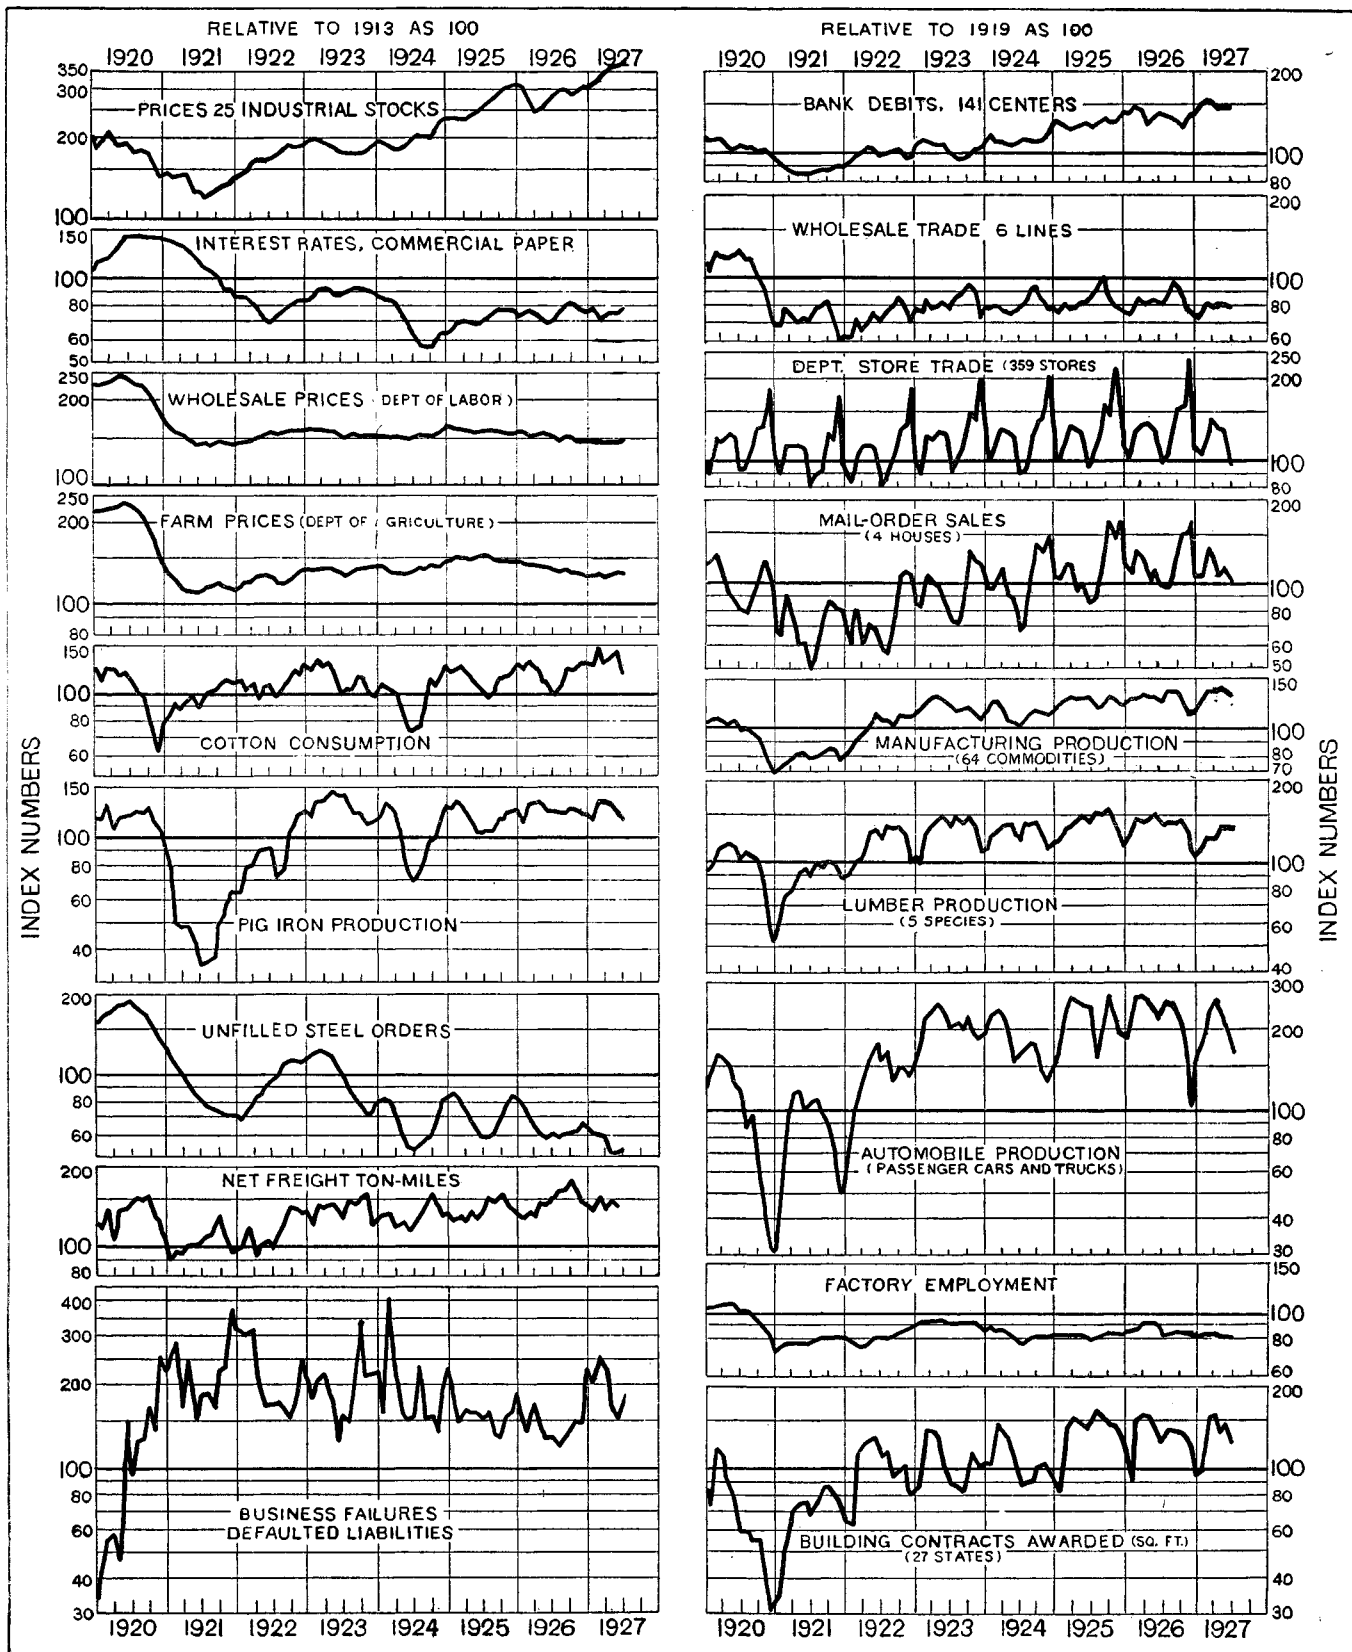 RELATIVE TO 1913 AS 100
1920 1921 1922 1923 1924 1925 1926 1927
350
300
PRICES 25 INDUSTRIAL STOCKS
200
100
150
INTEREST RATES, COMMERCIAL PAPER
100
80
60
50
250
200
WHOLESALE PRICES (DEPT OF LABOR)
100
250
200
FARM PRICES (DEPT OF GRICULTURE)
100
80
150
100
80
COTTON CONSUMPTION
60
150
100
80
60
PIG IRON PRODUCTION
40
200
UNFILLED STEEL ORDERS
100
80
60
200
NET FREIGHT TON-MILES
100
80
400
300
200
100
80
BUSINESS FAILURES
DEFAULTED LIABILITIES
60
40
30
1920 1921 1922 1923 1924 1925 1926 1927
INDEX NUMBERS
RELATIVE TO 1919 AS 100
1920 1921 1922 1923 1924 1925 1926 1927
200
BANK DEBITS, 141 CENTERS
100
80
200
WHOLESALE TRADE 6 LINES
100
80
60
DEPT. STORE TRADE (359 STORES
250
200
100
80
200
MAIL-ORDER SALES
(4 HOUSES)
100
80
60
50
150
100
MANUFACTURING PRODUCTION
(64 COMMODITIES)
80
70
200
100
80
LUMBER PRODUCTION
(5 SPECIES)
60
40
300
200
100
80
AUTOMOBILE PRODUCTION
(PASSENGER CARS AND TRUCKS)
60
40
30
150
FACTORY EMPLOYMENT
100
80
60
200
100
80
60
BUILDING CONTRACTS AWARDED (SQ. FT.)
(27 STATES)
40
30
1920 1921 1922 1923 1924 1925 1926 1927
INDEX NUMBERS